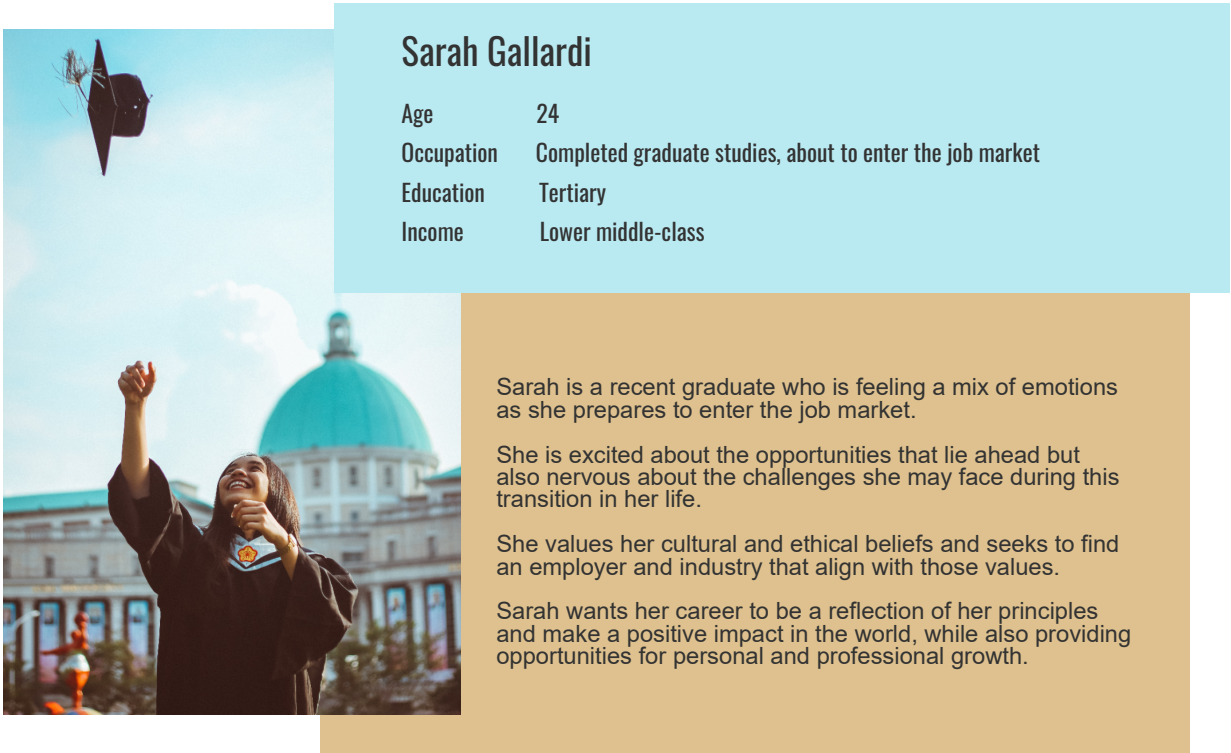 Sarah Gallardi
Age 24
Occupation Completed graduate studies, about to enter the job market
Education Tertiary
Income Lower middle-class
Sarah is a recent graduate who is feeling a mix of emotions
as she prepares to enter the job market.
She is excited about the opportunities that lie ahead but
also nervous about the challenges she may face during this
transition in her life.
She values her cultural and ethical beliefs and seeks to find
an employer and industry that align with those values.
Sarah wants her career to be a reflection of her principles
and make a positive impact in the world, while also providing
opportunities for personal and professional growth.